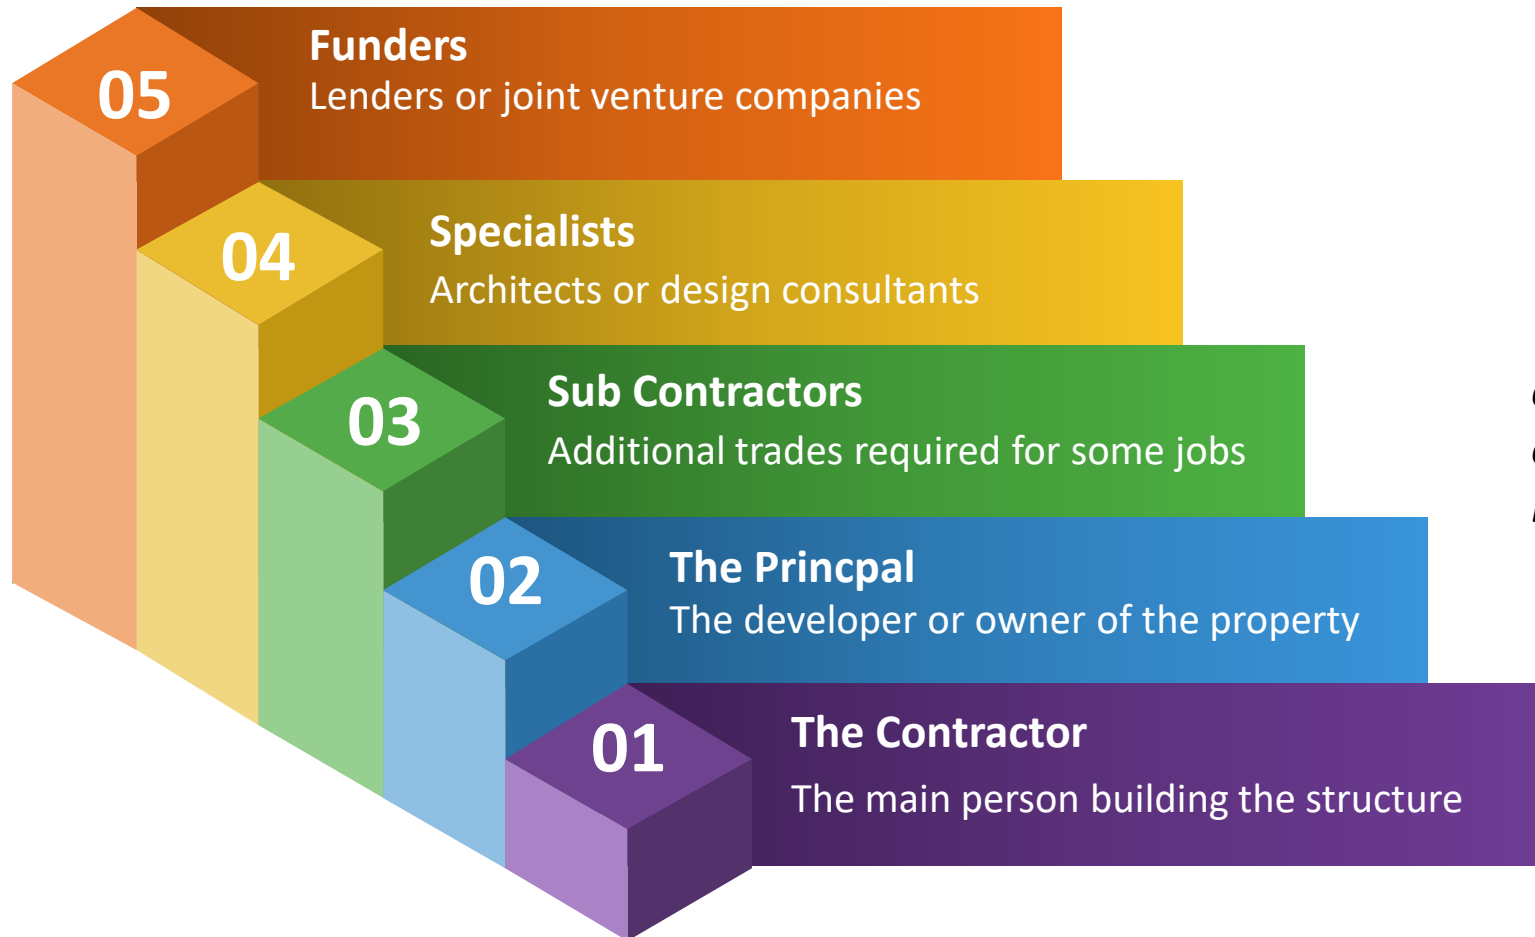 05
Funders
Lenders or joint venture companies
04
Specialists
Architects or design consultants
03
Sub Contractors
Additional trades required for some jobs
02
The Princpal
The developer or owner of the property
01
The Contractor
The main person building the structure